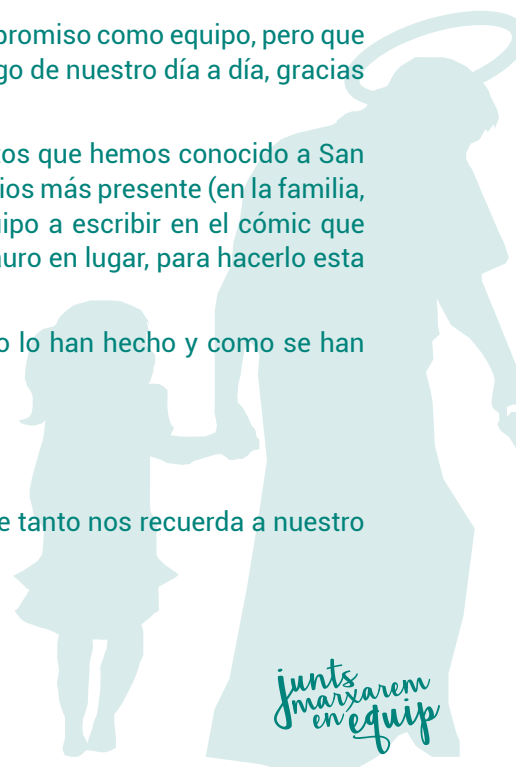 promiso como equipo, pero que
go de nuestro día a día, gracias
tos que hemos conocido a San
ios más presente (en la familia,
uipo a escribir en el cómic que
uro en lugar, para hacerlo esta
o lo han hecho y como se han
e tanto nos recuerda a nuestro
junts
marxarem
en equip